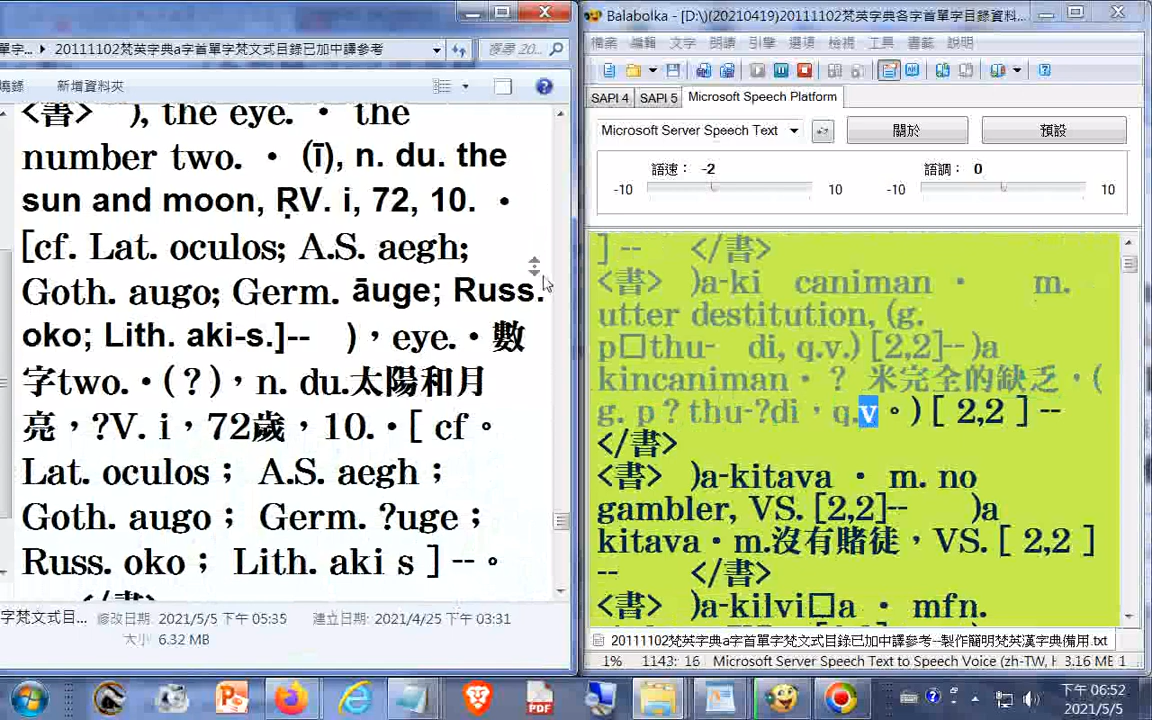 單字... ▸ 20111102梵英字典a字首單字梵文式目錄已加中譯參考
搜尋 20...
燒錄 新增資料夾
<書> ), the eye. • the
number two. • (ī), n. du. the
sun and moon, ṚV. i, 72, 10. •
[cf. Lat. oculos; A.S. aegh;
Goth. augo; Germ. āuge; Russ.
oko; Lith. aki-s.]-- )，eye.•數
字two.•(？)，n. du.太陽和月
亮，?V. i，72歲，10.•[ cf。
Lat. oculos； A.S. aegh；
Goth. augo； Germ. ?uge；
Russ. oko； Lith. aki s ] --。
字梵文式目... 修改日期: 2021/5/5 下午 05:35 建立日期: 2021/4/25 下午 03:31
大小: 6.32 MB
Balabolka - [D:\)(20210419)20111102梵英字典各字首單字目錄資料...
檔案 編輯 文字 朗讀 引擎 選項 檢視 工具 書籤 說明
SAPI 4 SAPI 5 Microsoft Speech Platform
Microsoft Server Speech Text 關於 預設
語速: -2 語調: 0
-10 10 -10 10
] -- </書>
<書> )a-ki caniman • m.
utter destitution, (g.
p□thu- di, q.v.) [2,2]-- )a
kincaniman • ？ 米完全的缺乏，(
g. p？thu-?di，q.v。) [ 2,2 ] --
</書>
<書> )a-kitava • m. no
gambler, VS. [2,2]-- )a
kitava•m.沒有賭徒，VS. [ 2,2 ]
-- </書>
<書> )a-kilvi□a • mfn.
20111102梵英字典a字首單字梵文式目錄已加中譯參考--製作簡明梵英漢字典備用.txt
1% 1143: 16 Microsoft Server Speech Text to Speech Voice (zh-TW, H 3.16 ME 1
PDF
下午 06:52
2021/5/5